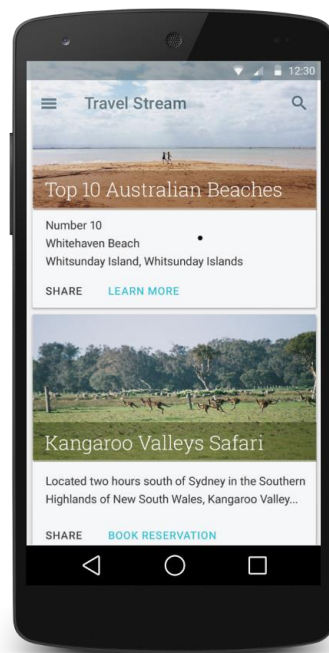 12:30
Travel Stream
Top 10 Australian Beaches
Number 10
Whitehaven Beach
Whitsunday Island, Whitsunday Islands
SHARE LEARN MORE
Kangaroo Valleys Safari
Located two hours south of Sydney in the Southern
Highlands of New South Wales, Kangaroo Valley...
SHARE BOOK RESERVATION